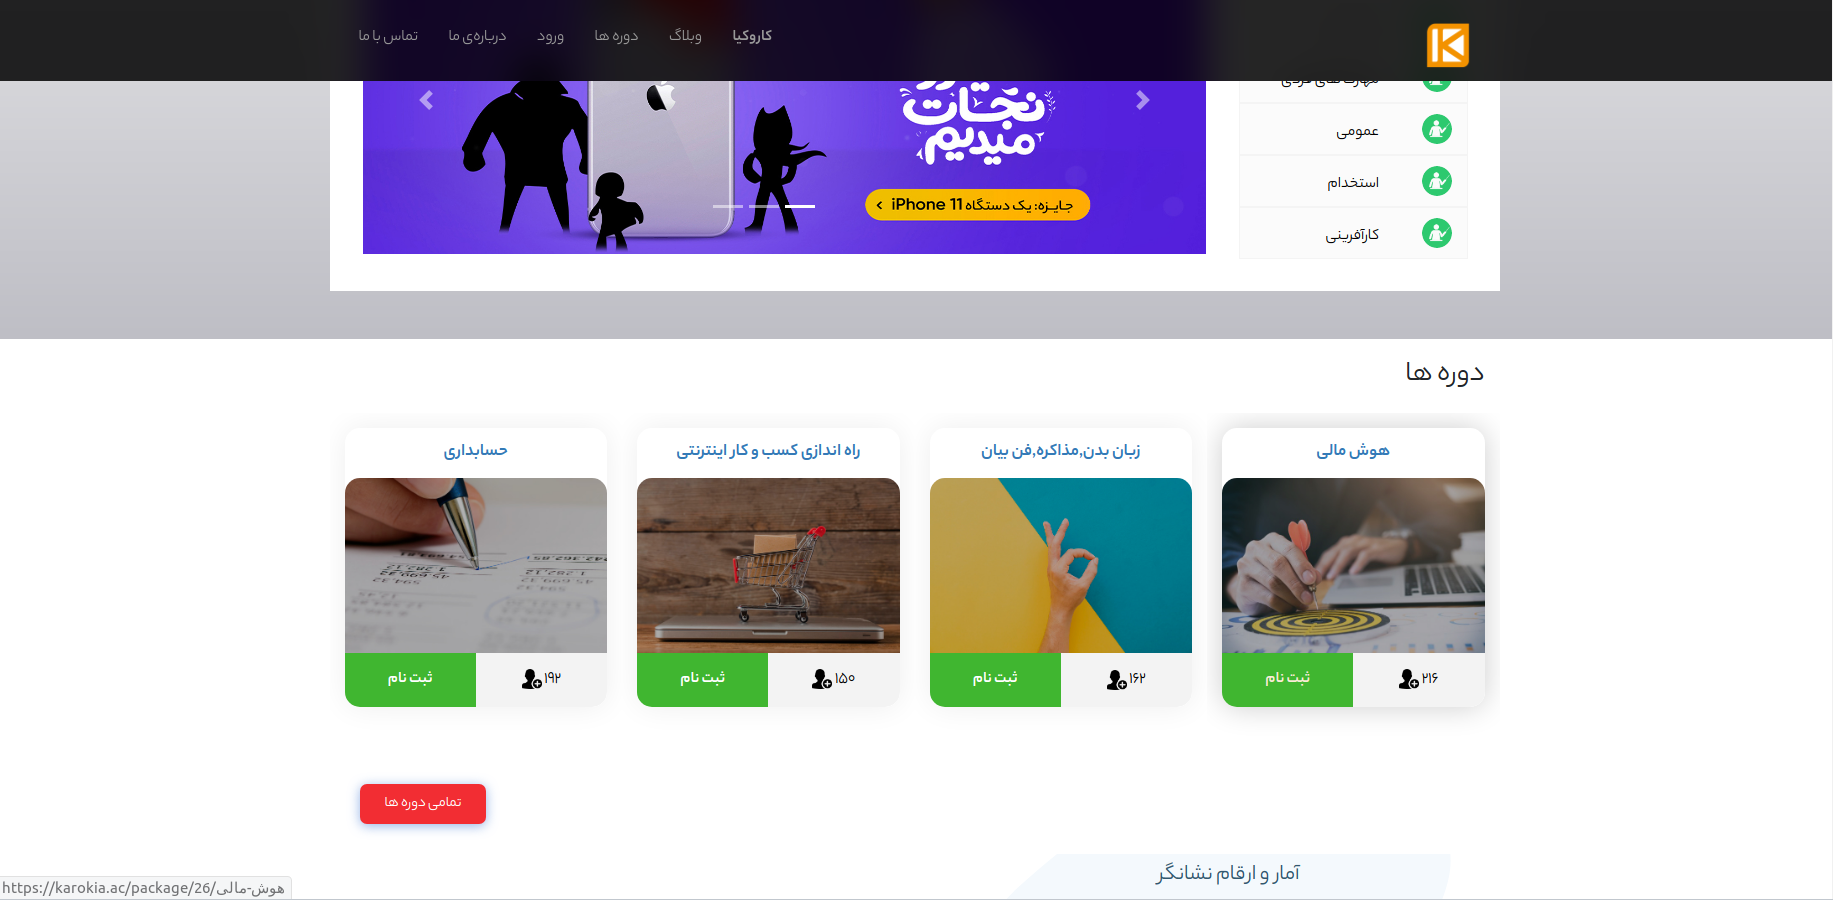 کاروکیا
وبلاگ
دوره ها
ورود
درباره‌ی ما
تماس با ما
مهارت های فردی
عمومی
استخدام
کارآفرینی
نجات
میدیم
جایزه: یک دستگاه iPhone 11
دوره ها
هوش مالی
۲۱۶
ثبت نام
زبان بدن,مذاکره,فن بیان
۱۶۲
ثبت نام
راه اندازی کسب و کار اینترنتی
۱۵۰
ثبت نام
حسابداری
۱۹۲
ثبت نام
تمامی دوره ها
آمار و ارقام نشانگر
https://karokia.ac/package/26/هوش-مالی